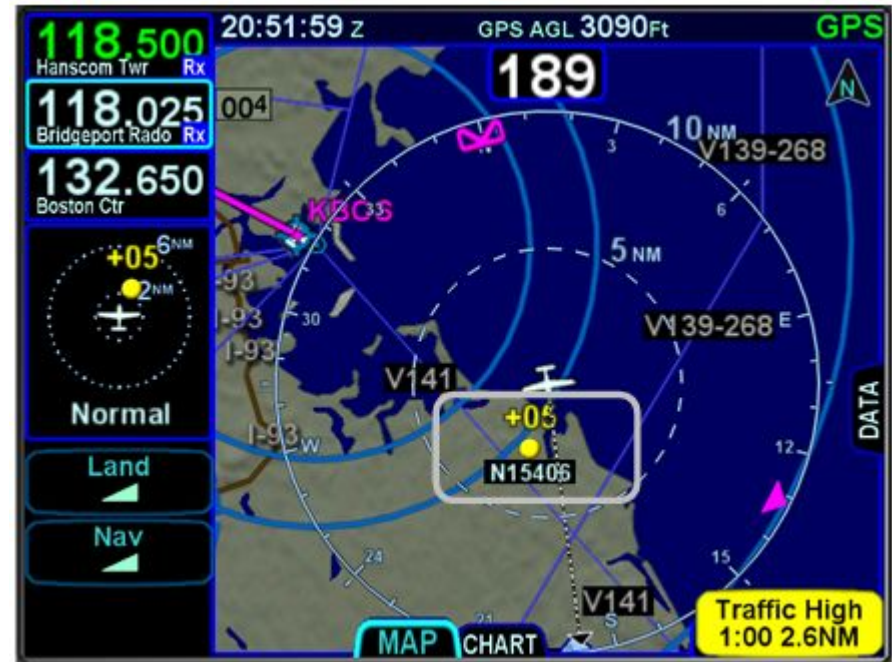 118.500
Hanscom Twr Rx
118.025
Bridgeport Rado Rx
132.650
Boston Ctr
+05
6NM
2NM
Normal
Land
Nav
20:51:59 z
GPS AGL 3090Ft
GPS
189
N
004
10 NM
V139-268
3
6
KBOS
33
5 NM
-93
I-93
I-93
30
V139-268
E
V141
DATA
+05
I-93
W
N15406
12
24
15
V141
21
S
MAP
CHART
Traffic High
1:00 2.6NM